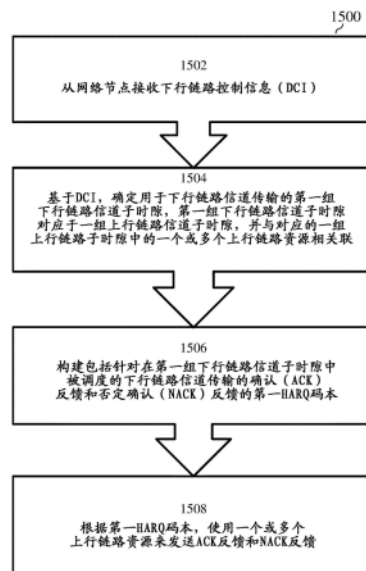 1500
1502
从网络节点接收下行链路控制信息（DCI）
1504
基于DCI，确定用于下行链路信道传输的第一组
下行链路信道子时隙，第一组下行链路信道子时隙
对应于一组上行链路信道子时隙，并与对应的一组
上行链路子时隙中的一个或多个上行链路资源相关联
1506
构建包括针对在第一组下行链路信道子时隙中
被调度的下行链路信道传输的确认（ACK）
反馈和否定确认（NACK）反馈的第一HARQ码本
1508
根据第一HARQ码本，使用一个或多个
上行链路资源来发送ACK反馈和NACK反馈